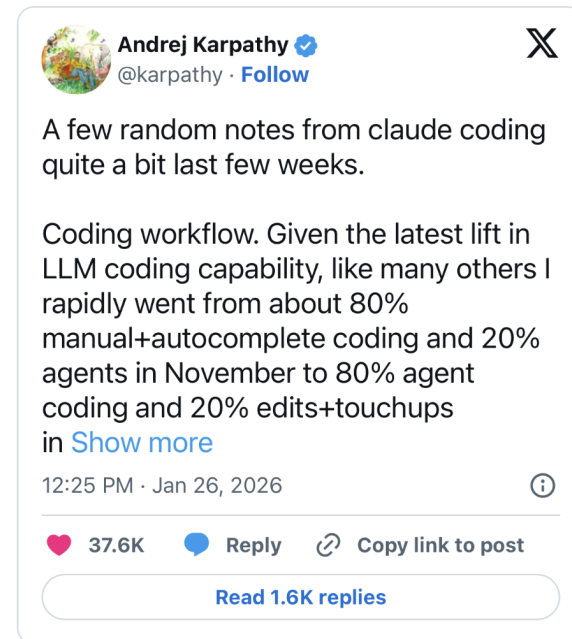 Andrej Karpathy
@karpathy · Follow
A few random notes from claude coding
quite a bit last few weeks.
Coding workflow. Given the latest lift in
LLM coding capability, like many others I
rapidly went from about 80%
manual+autocomplete coding and 20%
agents in November to 80% agent
coding and 20% edits+touchups
in Show more
12:25 PM · Jan 26, 2026
37.6K Reply Copy link to post
Read 1.6K replies